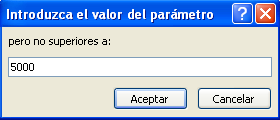 Introduzca el valor del parámetro
pero no superiores a:
5000
Aceptar
Cancelar